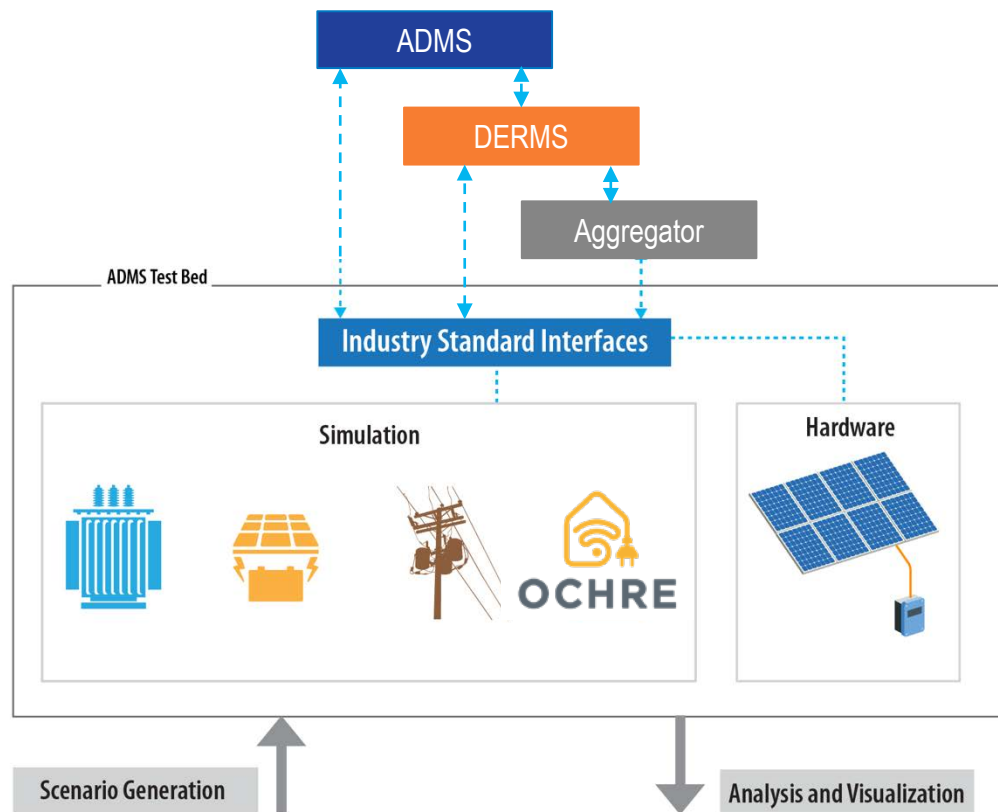 ADMS
DERMS
Aggregator
ADMS Test Bed
Industry Standard Interfaces
Simulation
Hardware
OCHRE
Scenario Generation
Analysis and Visualization